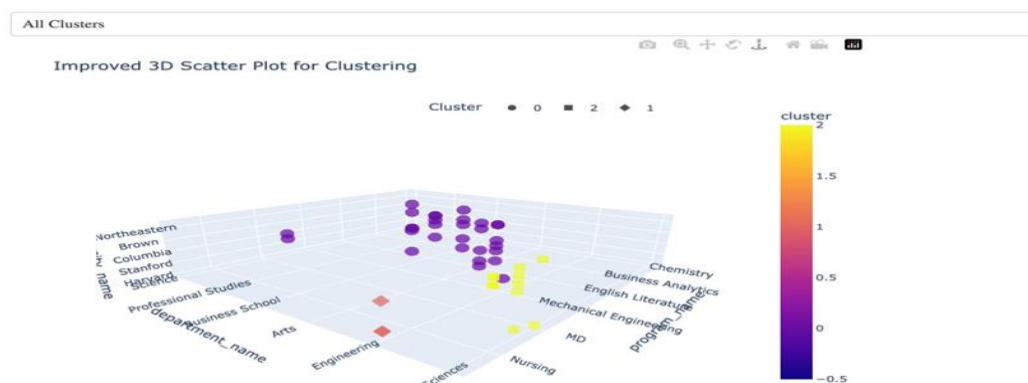 All Clusters
Improved 3D Scatter Plot for Clustering
Cluster 0 2 1
cluster
2
1.5
1
0.5
0
−0.5
Northeastern
Brown
Columbia
Stanford
Harvard
name
Science
Professional Studies
Business School
Arts
Engineering
Sciences
department_name
Chemistry
Business Analytics
English Literature
Mechanical Engineering
MD
Nursing
program_name